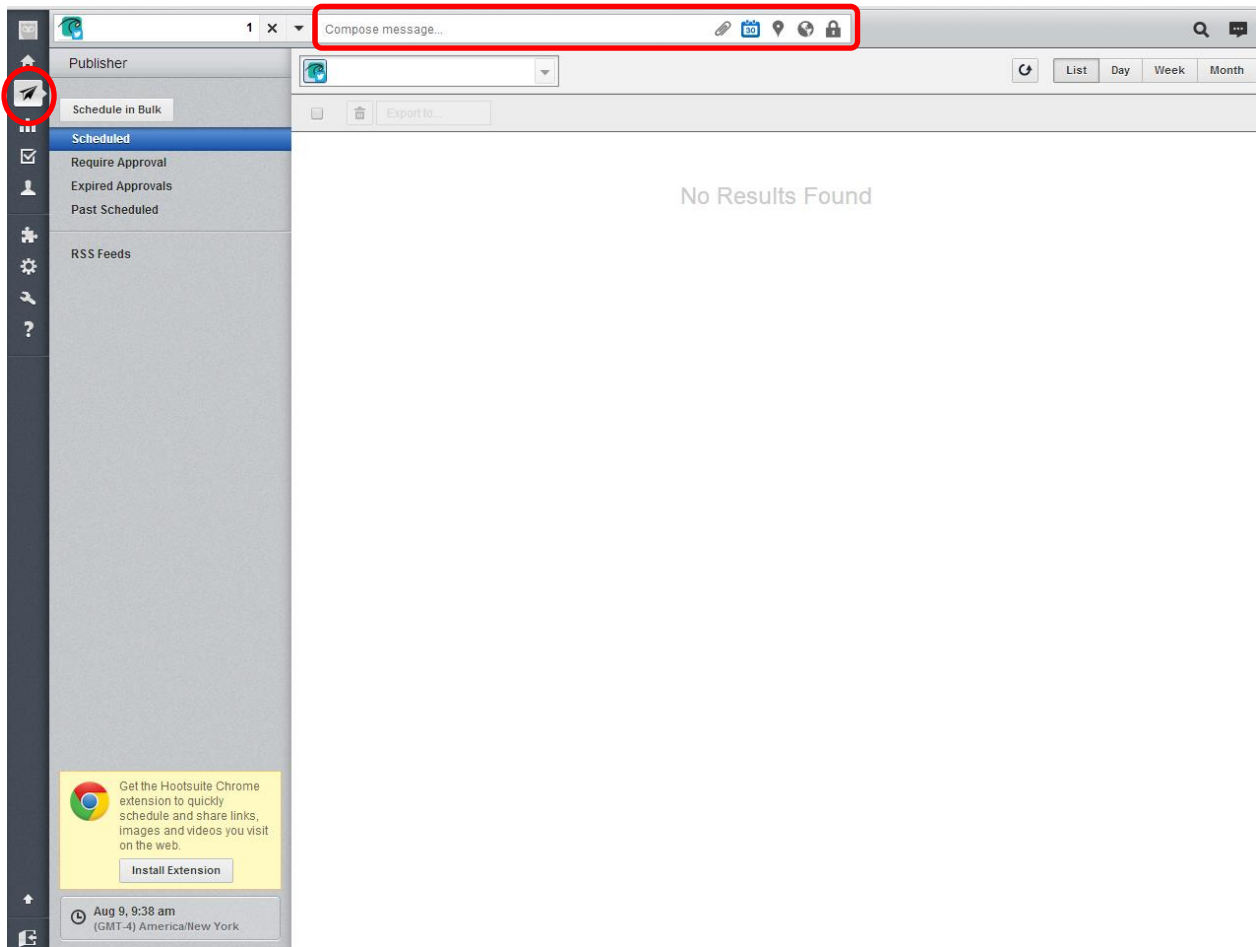 1
Compose message...
30
Publisher
List Day Week Month
Schedule in Bulk
Export to...
Scheduled
Require Approval
Expired Approvals
Past Scheduled
No Results Found
RSS Feeds
?
Get the Hootsuite Chrome
extension to quickly
schedule and share links,
images and videos you visit
on the web.
Install Extension
Aug 9, 9:38 am
(GMT-4) America/New York